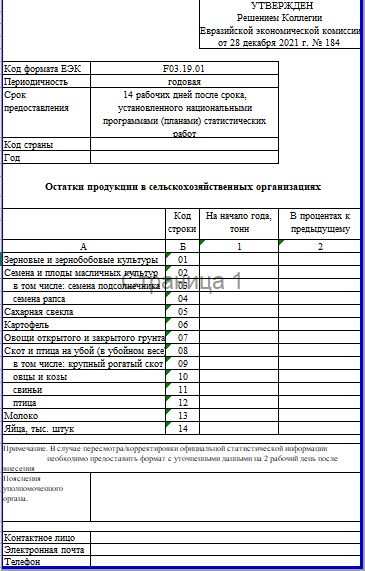 УТВЕРЖДЕН
Решением Коллегии
Евразийской экономической комиссии
от 28 декабря 2021 г. № 184
Код формата ЕЭК F03.19.01
Периодичность годовая
Срок 14 рабочих дней после срока,
предоставления установленного национальными
программами (планами) статистических
работ
Код страны
Год
Остатки продукции в сельскохозяйственных организациях
Код На начало года, В процентах к
строки тонн предыдущему
А Б 1 2
Зерновые и зернобобовые культуры 01
Семена и плоды масличных культур 02
в том числе: семена подсолнечника 03
семена рапса 04
Сахарная свекла 05
Картофель 06
Овощи открытого и закрытого грунта 07
Скот и птица на убой (в убойном весе 08
в том числе: крупный рогатый скот 09
овцы и козы 10
свиньи 11
птица 12
Молоко 13
Яйца, тыс. штук 14
Страница 1
Примечание. В случае пересмотра/корректировки официальной статистической информации
необходимо предоставить формат с уточненными данными на 2 рабочий день после
внесения
Пояснения
уполномоченного
органа.
Контактное лицо
Электронная почта
Телефон